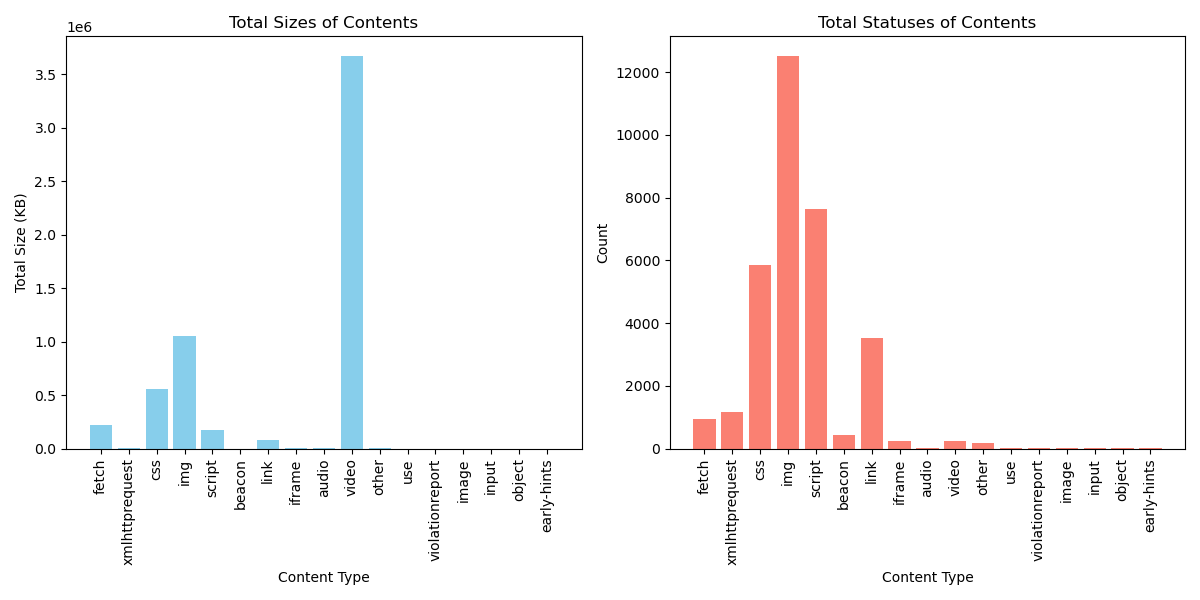 Total Sizes of Contents
1e6
3.5
3.0
2.5
2.0
1.5
1.0
0.5
0.0
Total Size (KB)
fetch
xmlhttprequest
css
img
script
beacon
link
iframe
audio
video
other
use
violationreport
image
input
object
early-hints
Content Type
Total Statuses of Contents
12000
10000
8000
6000
4000
2000
0
Count
fetch
xmlhttprequest
css
img
script
beacon
link
iframe
audio
video
other
use
violationreport
image
input
object
early-hints
Content Type